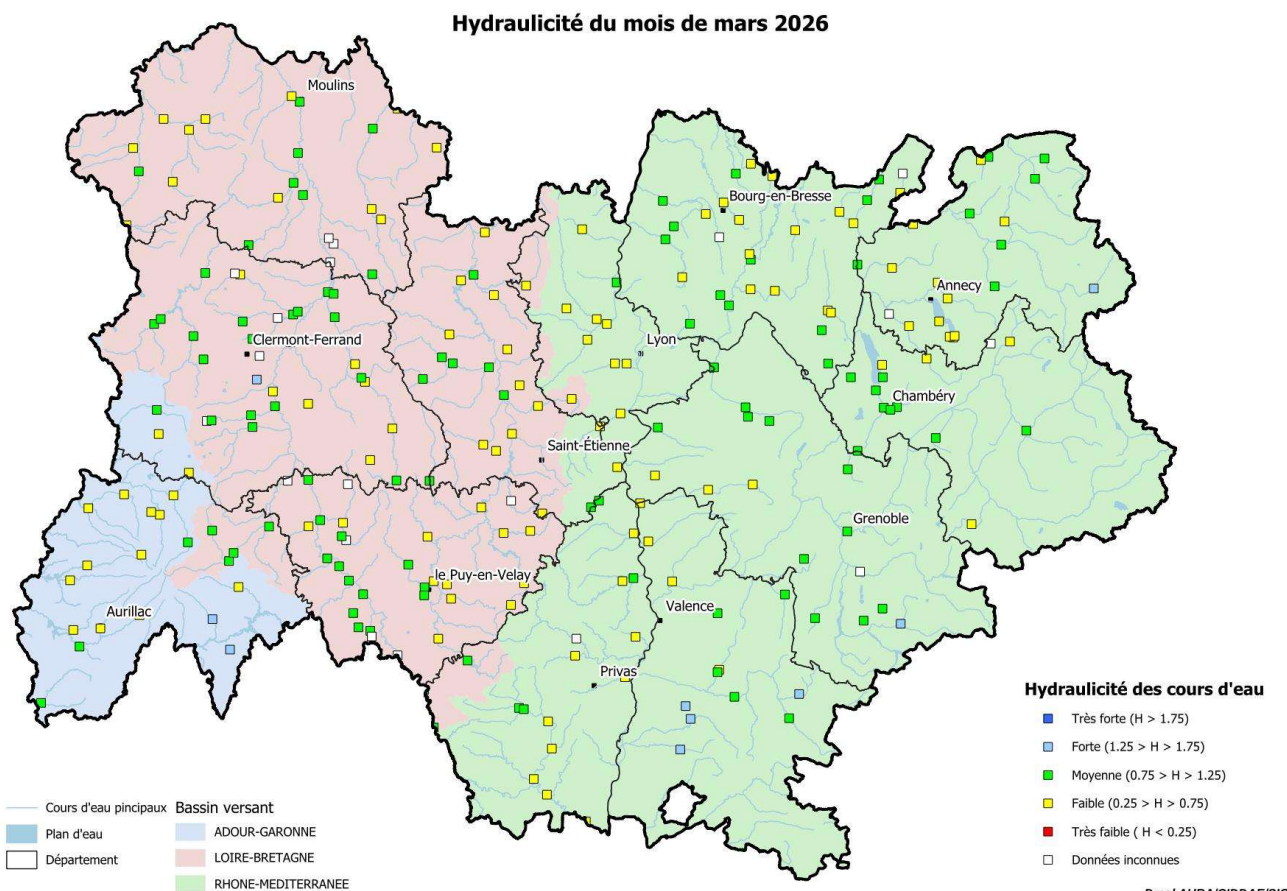 Hydraulicité du mois de mars 2026
Moulins
Bourg-en-Bresse
Annecy
Clermont-Ferrand
Lyon
Chambéry
Saint-Étienne
Grenoble
le Puy-en-Velay
Aurillac
Valence
Privas
Hydraulicité des cours d'eau
Très forte (H > 1.75)
Forte (1.25 > H > 1.75)
Moyenne (0.75 > H > 1.25)
Faible (0.25 > H > 0.75)
Très faible ( H < 0.25)
Données inconnues
Cours d'eau pincipaux
Plan d'eau
Département
Bassin versant
ADOUR-GARONNE
LOIRE-BRETAGNE
RHONE-MEDITERRANEE